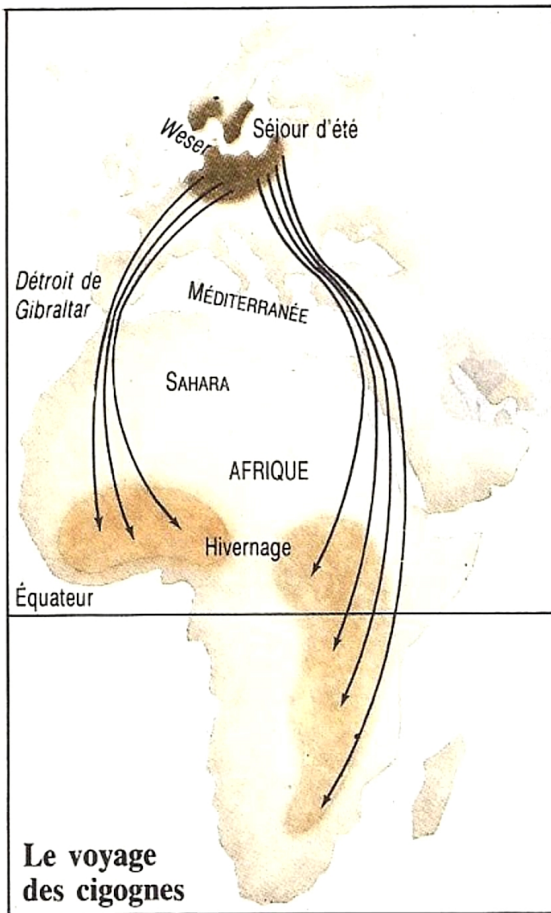 Weser
Séjour d'été
Détroit de
Gibraltar
MÉDITERRANÉE
SAHARA
AFRIQUE
Hivernage
Équateur
Le voyage
des cigognes